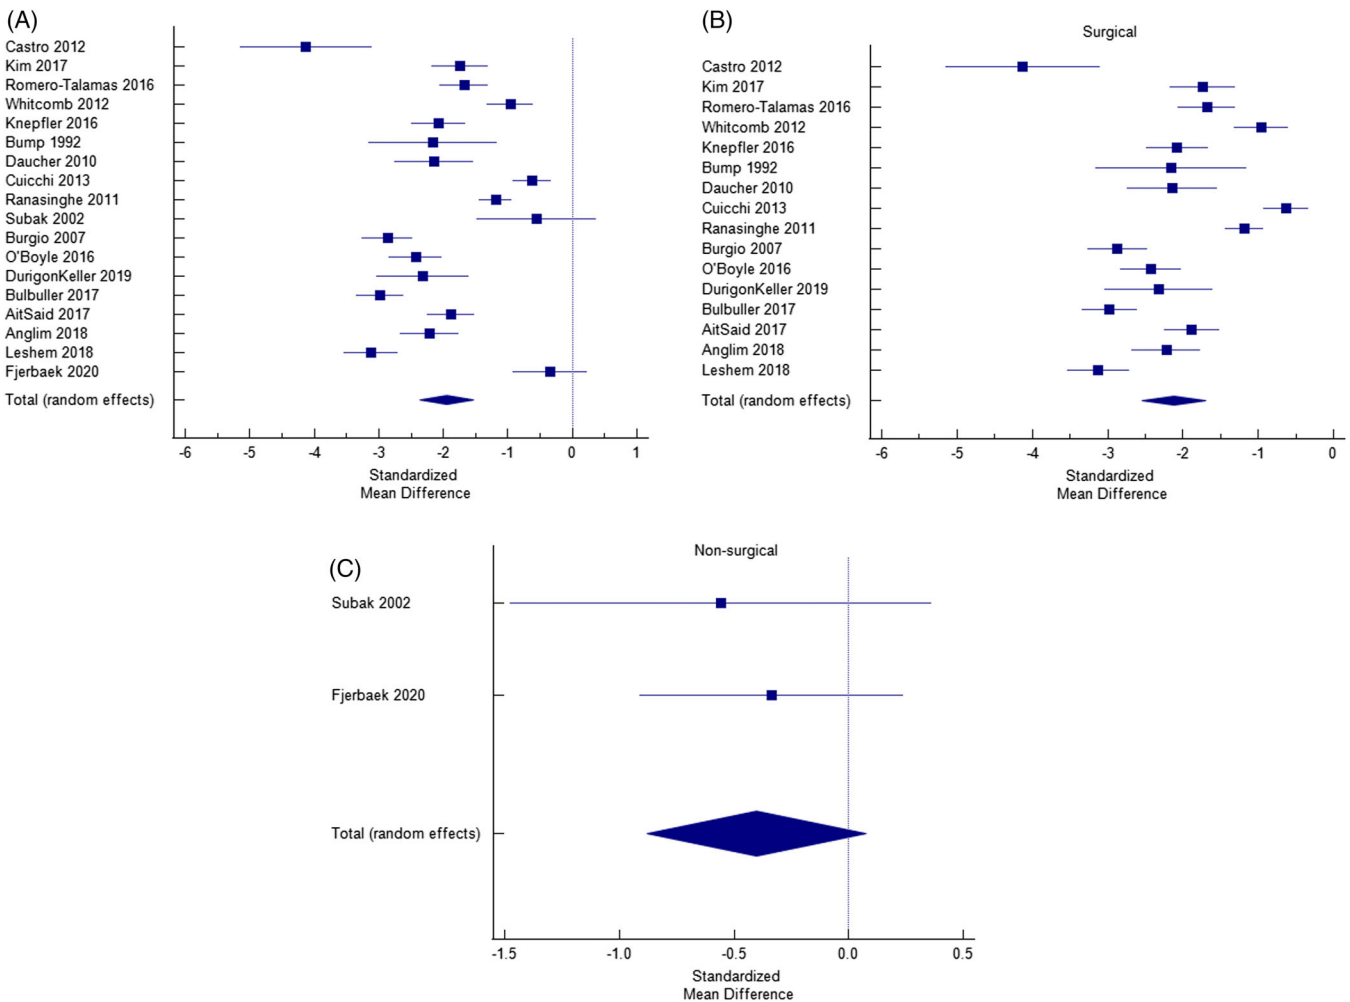 (A)
Castro 2012
Kim 2017
Romero-Talamas 2016
Whitcomb 2012
Knepfler 2016
Bump 1992
Daucher 2010
Cuicchi 2013
Ranasinghe 2011
Subak 2002
Burgio 2007
O'Boyle 2016
DurigonKeller 2019
Bulbuller 2017
AitSaid 2017
Anglim 2018
Leshem 2018
Fjerbaek 2020
Total (random effects)
-6 -5 -4 -3 -2 -1 0 1
Standardized
Mean Difference
(B)
Surgical
Castro 2012
Kim 2017
Romero-Talamas 2016
Whitcomb 2012
Knepfler 2016
Bump 1992
Daucher 2010
Cuicchi 2013
Ranasinghe 2011
Burgio 2007
O'Boyle 2016
DurigonKeller 2019
Bulbuller 2017
AitSaid 2017
Anglim 2018
Leshem 2018
Total (random effects)
-6 -5 -4 -3 -2 -1 0
Standardized
Mean Difference
(C)
Non-surgical
Subak 2002
Fjerbaek 2020
Total (random effects)
-1.5 -1.0 -0.5 0.0 0.5
Standardized
Mean Difference